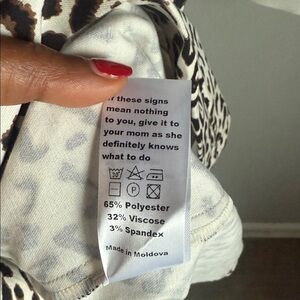 If these signs
mean nothing
to you, give it to
your mom as she
definitely knows
what to do
65% Polyester
32% Viscose
3% Spandex
Made in Moldova